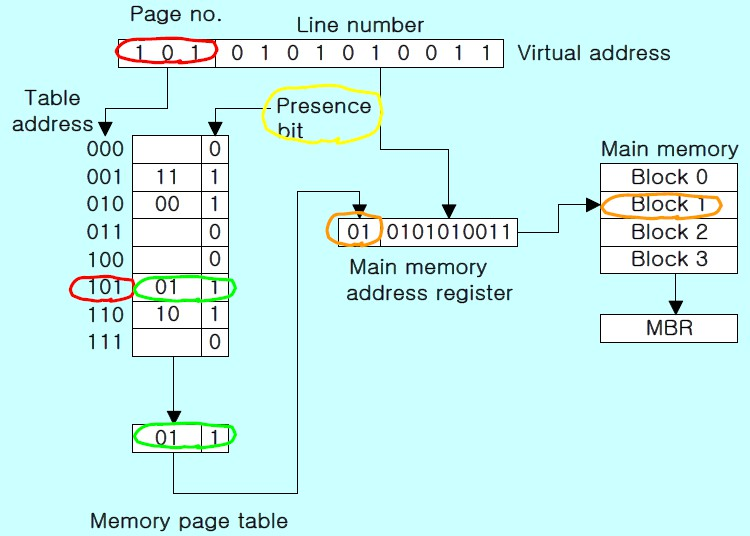 Page no.
Line number
1 0 1 0 1 0 1 0 1 0 0 1 1 Virtual address
Table
address
Presence
bit
000 0
001 11 1
010 00 1
011 0
100 0
101 01 1
110 10 1
111 0
01 1
Memory page table
01 0101010011
Main memory
address register
Main memory
Block 0
Block 1
Block 2
Block 3
MBR